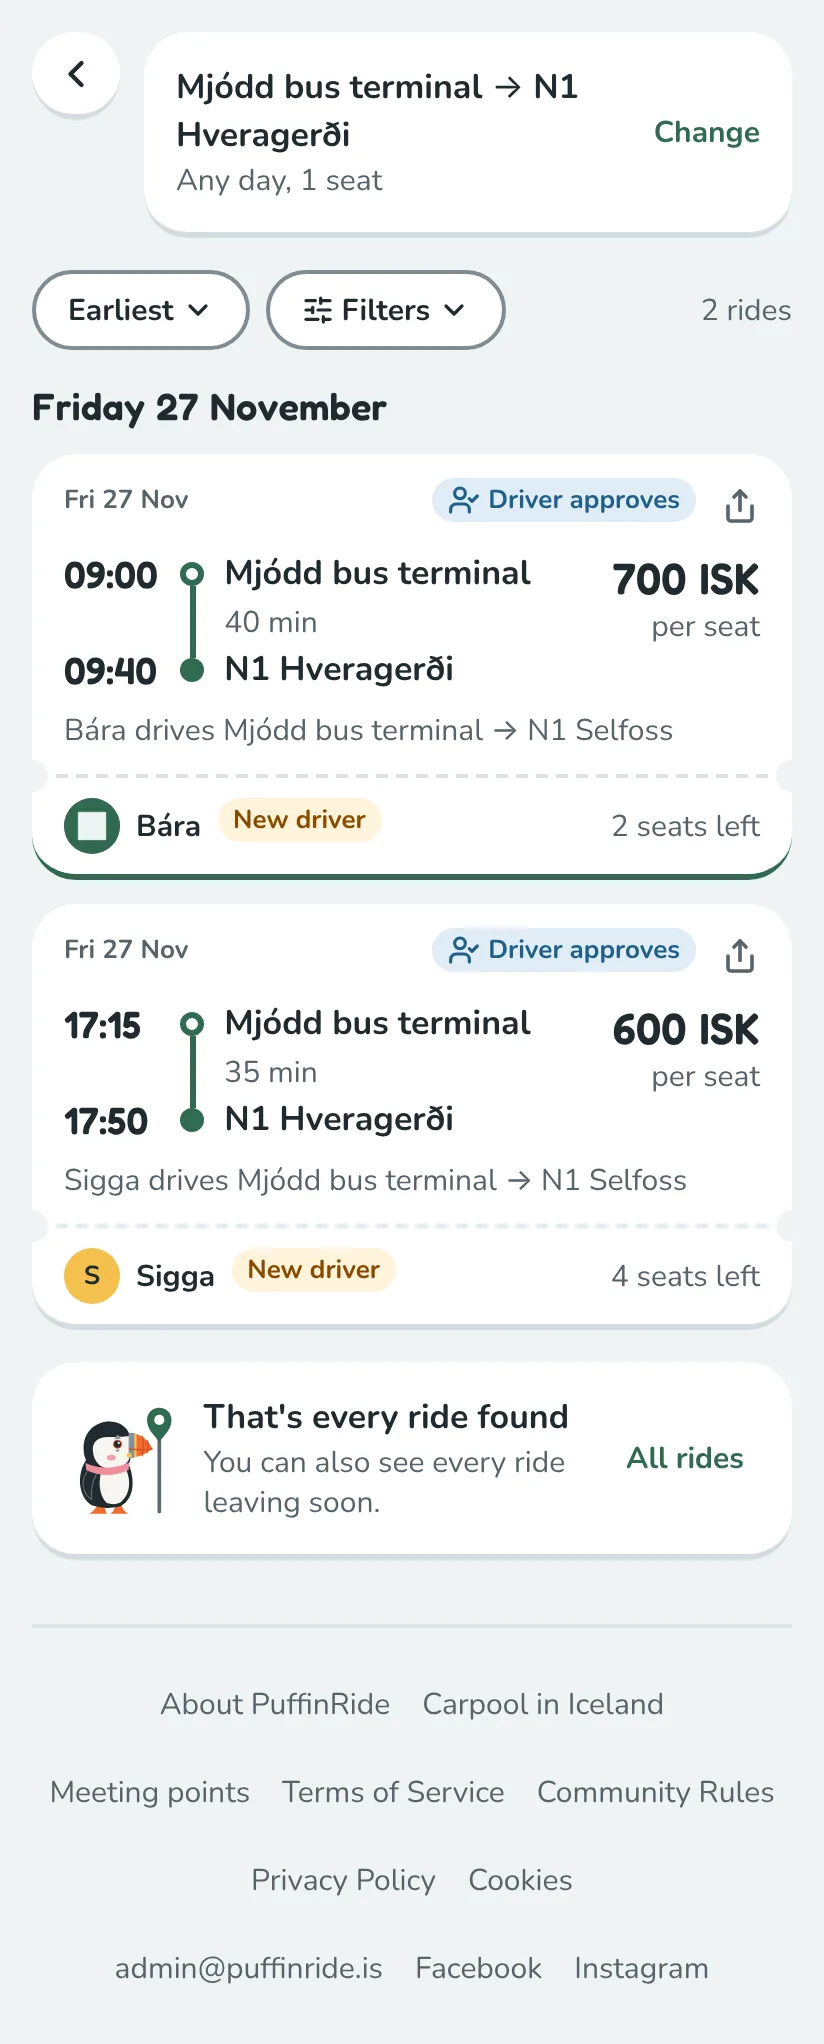 Mjódd bus terminal → N1
Hveragerði
Any day, 1 seat
Change
Earliest
Filters
2 rides
Friday 27 November
Fri 27 Nov
Driver approves
09:00
Mjódd bus terminal
700 ISK
40 min
per seat
09:40
N1 Hveragerði
Bára drives Mjódd bus terminal → N1 Selfoss
Bára
New driver
2 seats left
Fri 27 Nov
Driver approves
17:15
Mjódd bus terminal
600 ISK
35 min
per seat
17:50
N1 Hveragerði
Sigga drives Mjódd bus terminal → N1 Selfoss
S
Sigga
New driver
4 seats left
That's every ride found
You can also see every ride
leaving soon.
All rides
About PuffinRide
Carpool in Iceland
Meeting points
Terms of Service
Community Rules
Privacy Policy
Cookies
admin@puffinride.is
Facebook
Instagram